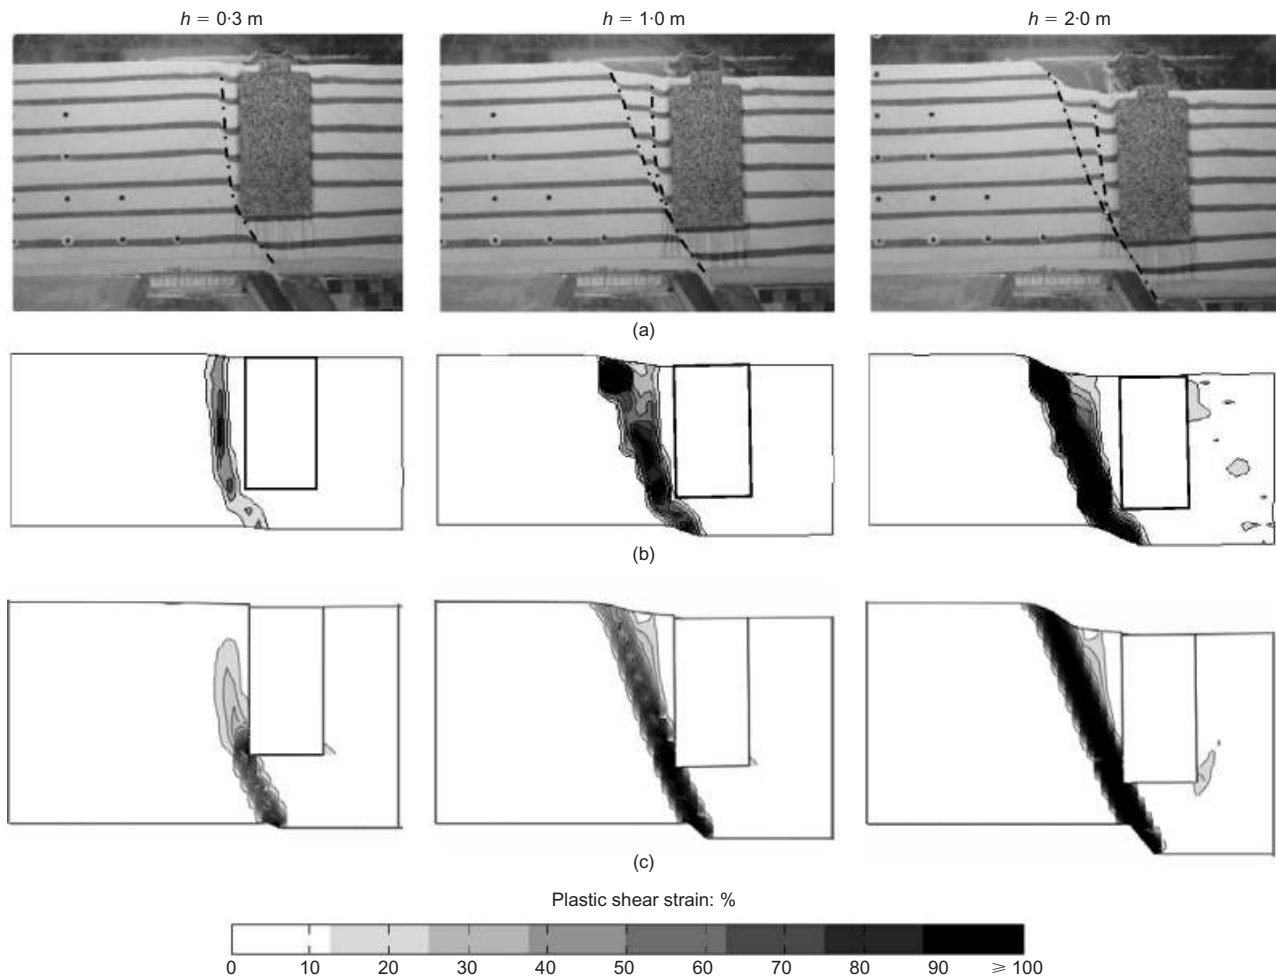 h = 0·3 m
h = 1·0 m
h = 2·0 m
(a)
(b)
(c)
Plastic shear strain: %
0 10 20 30 40 50 60 70 80 90 ⩾ 100